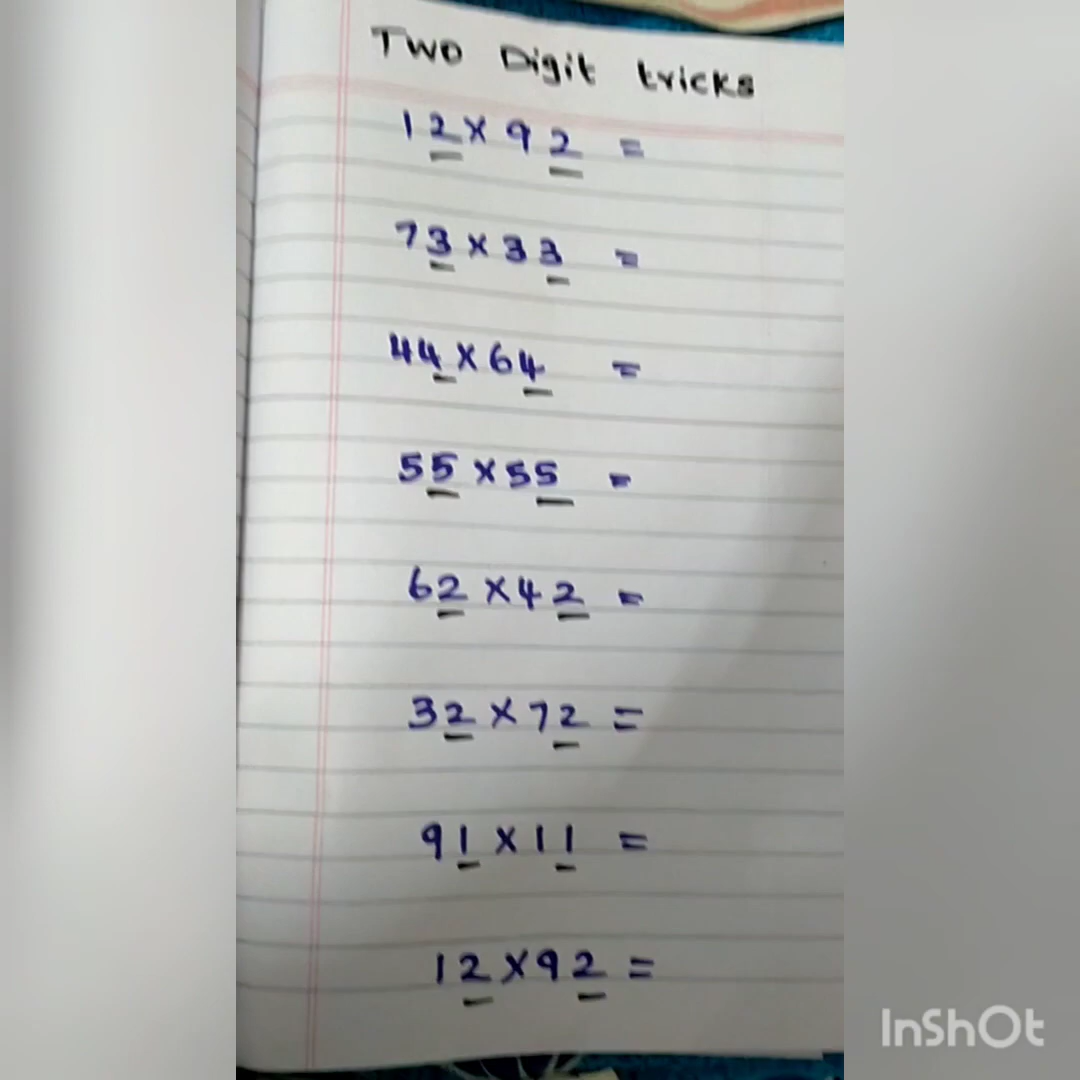 Two Digit tricks
12 x 92 =
73 x 33 =
44 x 64 =
55 x 55 =
62 x 42 =
32 x 72 =
91 x 11 =
12 x 92 =
InShOt